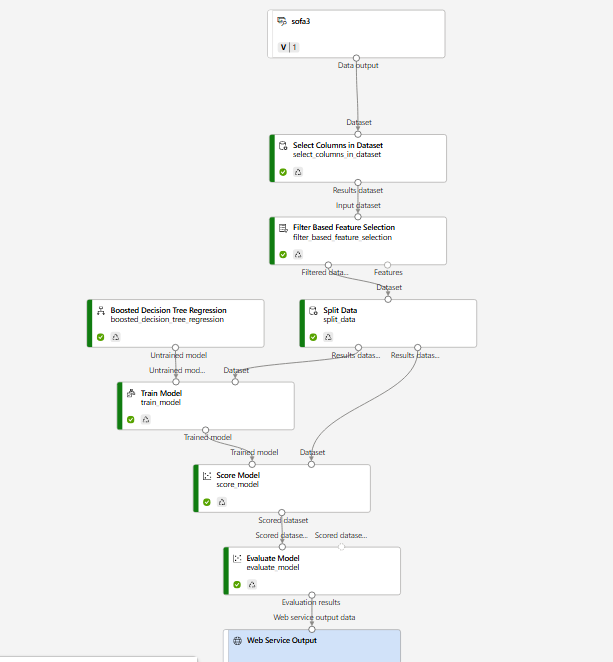 sofa3
V | 1
Data output
Dataset
Select Columns in Dataset
select_columns_in_dataset
Results dataset
Input dataset
Filter Based Feature Selection
filter_based_feature_selection
Filtered data...
Features
Dataset
Boosted Decision Tree Regression
boosted_decision_tree_regression
Split Data
split_data
Untrained model
Results datas...
Results datas...
Untrained mod...
Dataset
Train Model
train_model
Trained model
Trained model
Dataset
Score Model
score_model
Scored dataset
Scored datase...
Scored datase...
Evaluate Model
evaluate_model
Evaluation results
Web service output data
Web Service Output